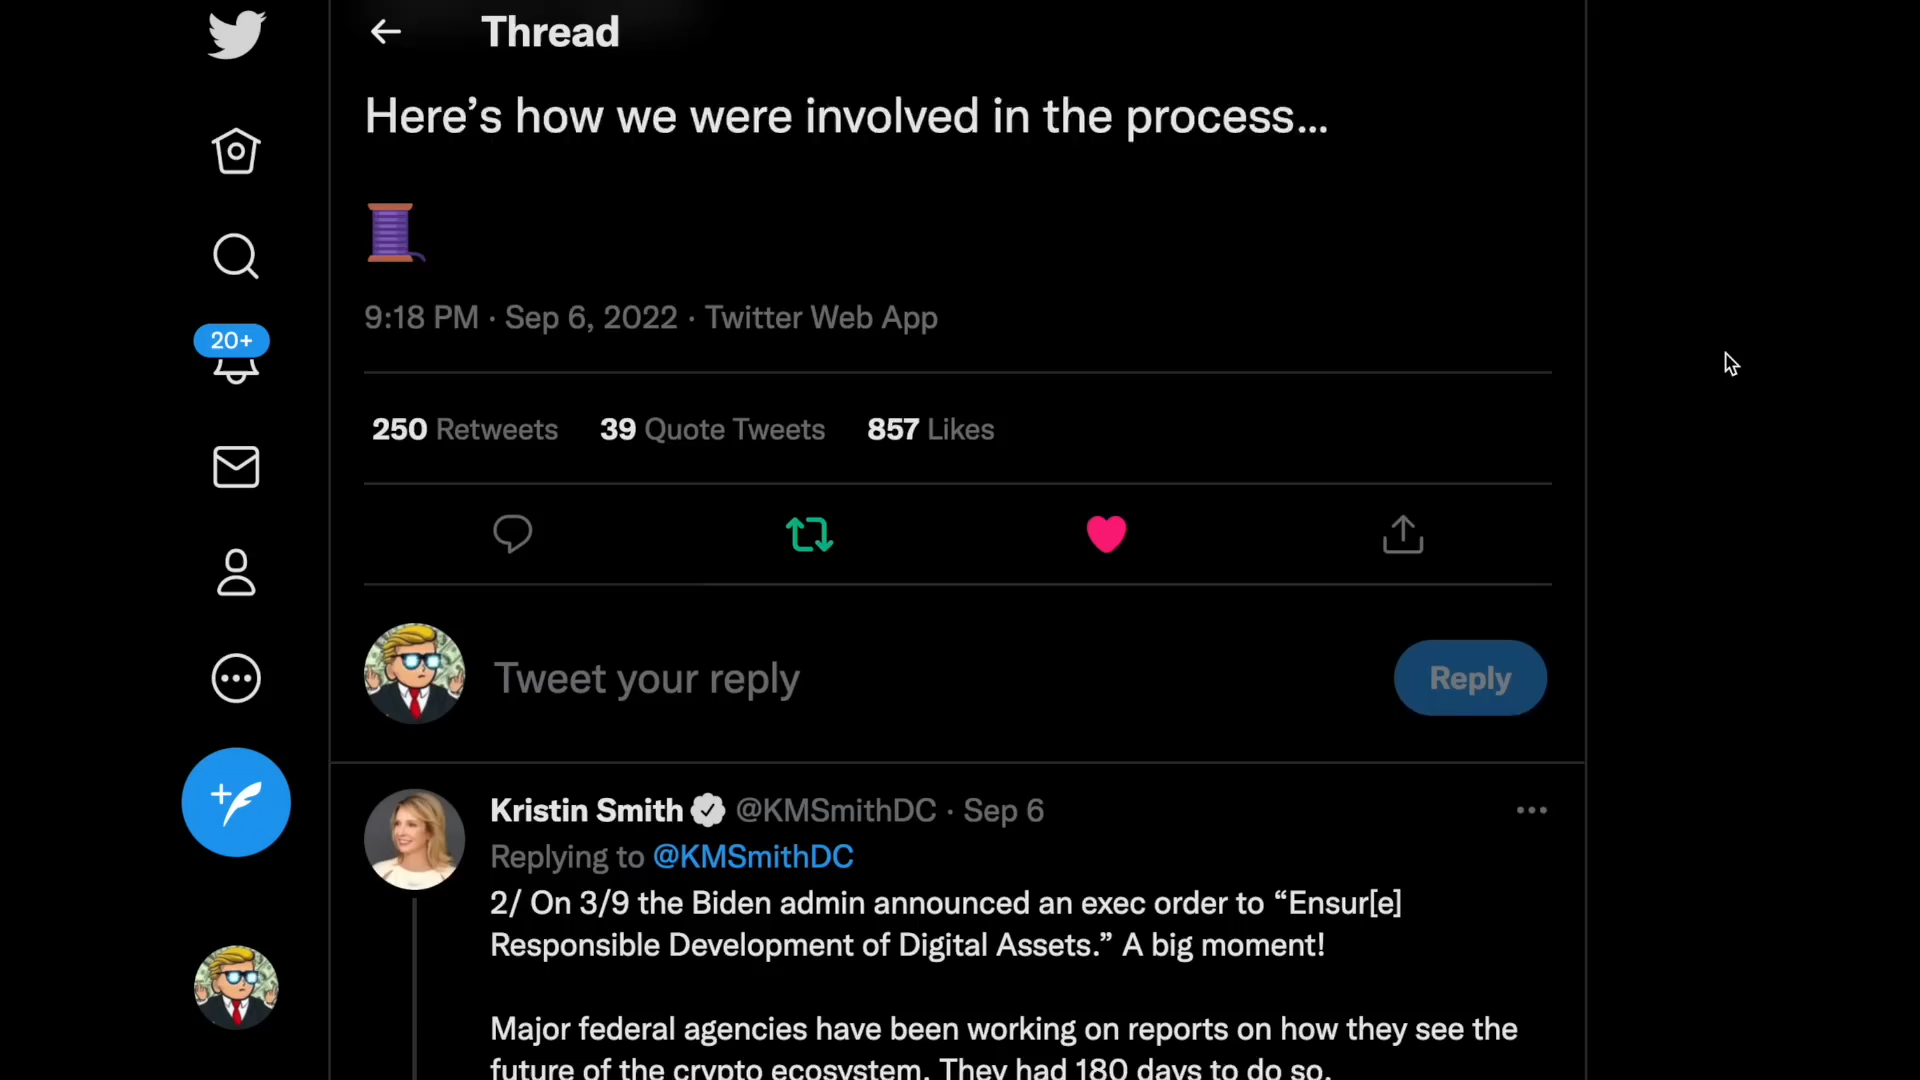 Thread
Here’s how we were involved in the process…
9:18 PM · Sep 6, 2022 · Twitter Web App
20+
250 Retweets 39 Quote Tweets 857 Likes
Tweet your reply
Reply
Kristin Smith @KMSmithDC · Sep 6
Replying to @KMSmithDC
2/ On 3/9 the Biden admin announced an exec order to “Ensur[e]
Responsible Development of Digital Assets.” A big moment!
Major federal agencies have been working on reports on how they see the
future of the crypto ecosystem. They had 180 days to do so.